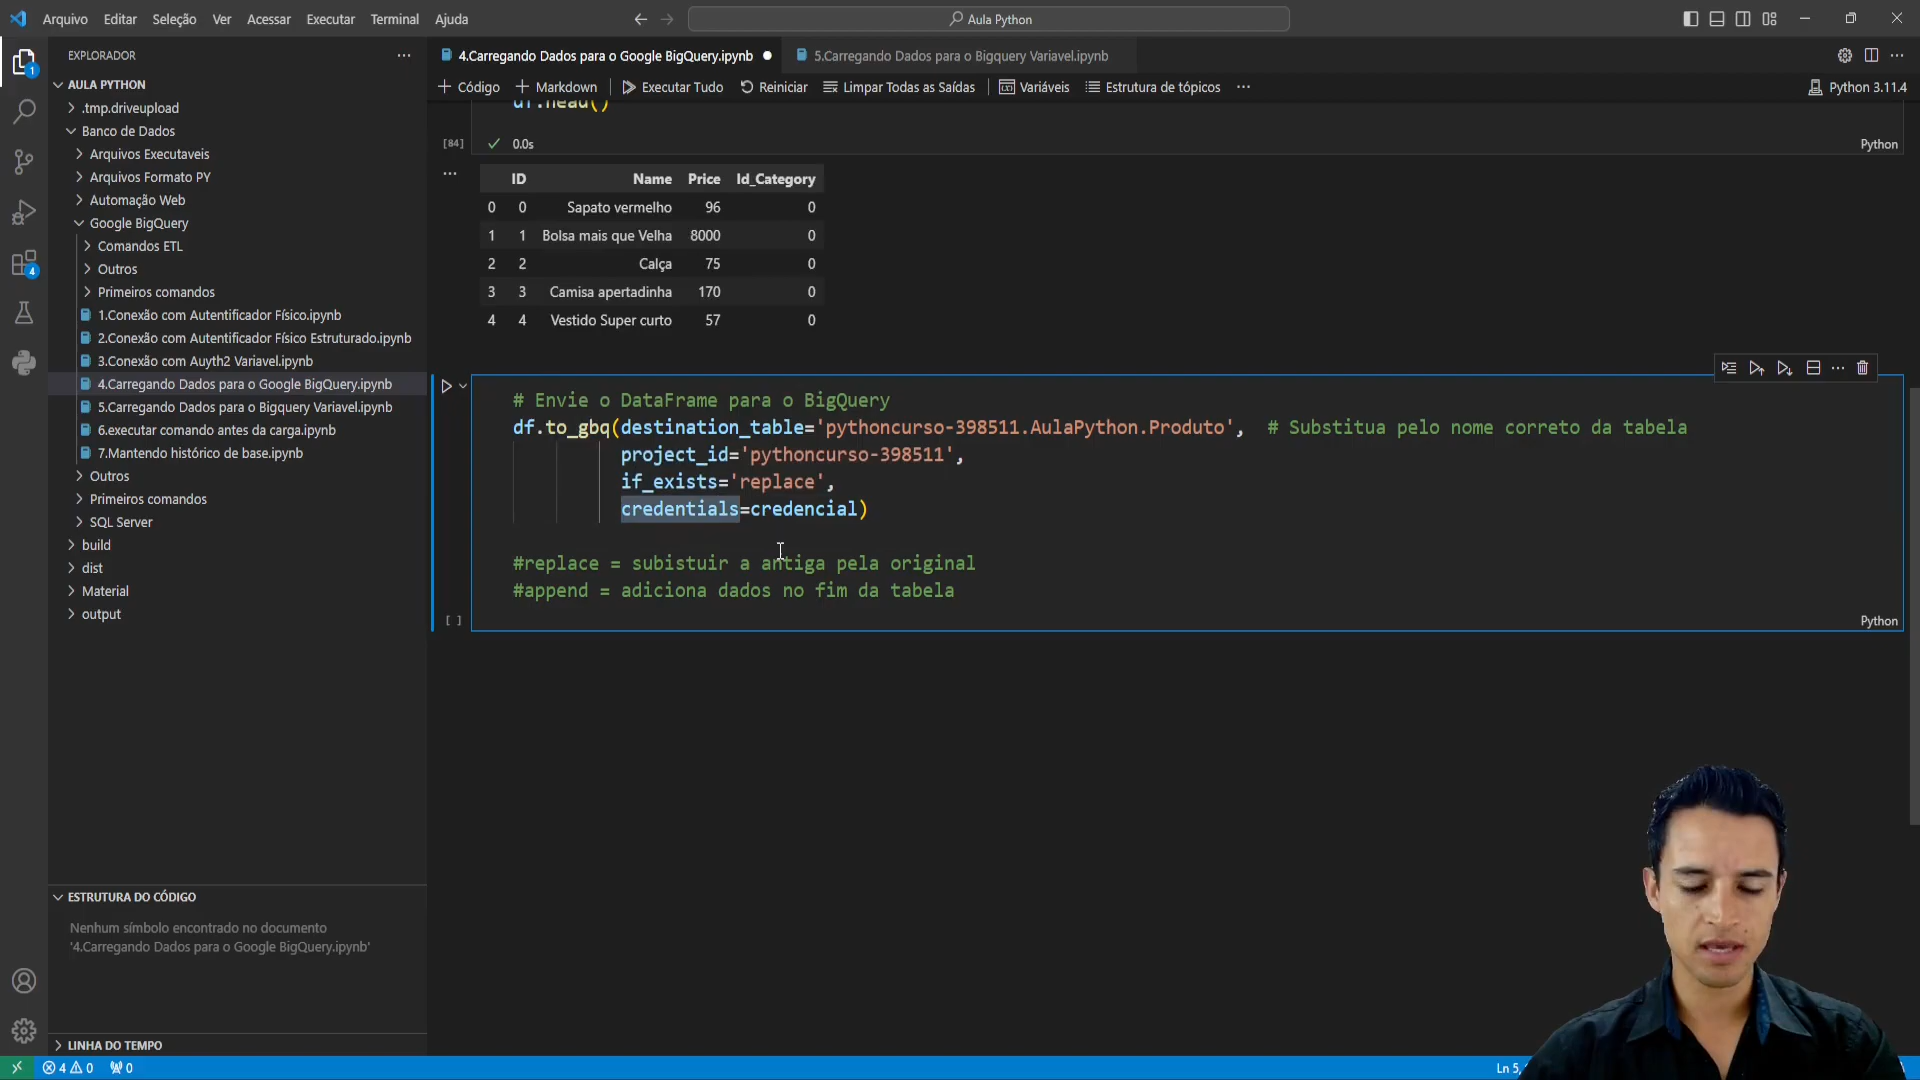 Arquivo Editar Seleção Ver Acessar Executar Terminal Ajuda
Aula Python
EXPLORADOR
AULA PYTHON
.tmp.driveupload
Banco de Dados
Arquivos Executaveis
Arquivos Formato PY
Automação Web
Google BigQuery
Comandos ETL
Outros
Primeiros comandos
1.Conexão com Autentificador Físico.ipynb
2.Conexão com Autentificador Físico Estruturado.ipynb
3.Conexão com Auyth2 Variavel.ipynb
4.Carregando Dados para o Google BigQuery.ipynb
5.Carregando Dados para o Bigquery Variavel.ipynb
6.executar comando antes da carga.ipynb
7.Mantendo histórico de base.ipynb
Outros
Primeiros comandos
SQL Server
build
dist
Material
output
ESTRUTURA DO CÓDIGO
Nenhum símbolo encontrado no documento
'4.Carregando Dados para o Google BigQuery.ipynb'
LINHA DO TEMPO
1
4
4.Carregando Dados para o Google BigQuery.ipynb
5.Carregando Dados para o Bigquery Variavel.ipynb
Código Markdown Executar Tudo Reiniciar Limpar Todas as Saídas Variáveis Estrutura de tópicos
Python 3.11.4
df.head()
[84] 0.0s Python
ID Name Price Id_Category
0 0 Sapato vermelho 96 0
1 1 Bolsa mais que Velha 8000 0
2 2 Calça 75 0
3 3 Camisa apertadinha 170 0
4 4 Vestido Super curto 57 0
# Envie o DataFrame para o BigQuery
df.to_gbq(destination_table='pythoncurso-398511.AulaPython.Produto', # Substitua pelo nome correto da tabela
project_id='pythoncurso-398511',
if_exists='replace',
credentials=credencial)
#replace = subistuir a antiga pela original
#append = adiciona dados no fim da tabela
[ ] Python
4 0 0
Ln 5,